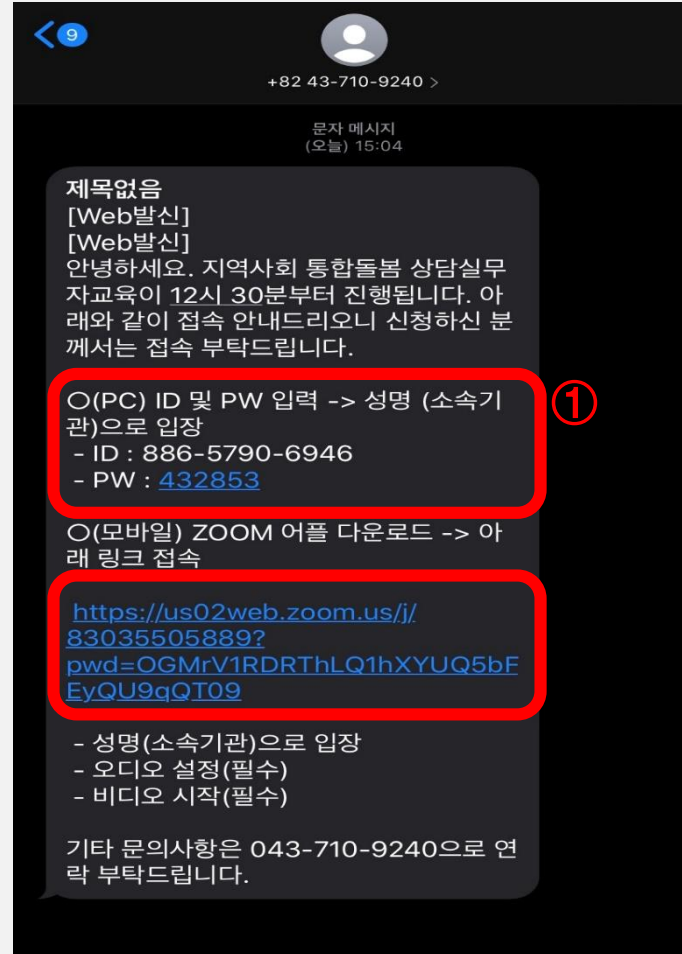 9
+82 43-710-9240 >
문자 메시지
(오늘) 15:04
제목없음
[Web발신]
[Web발신]
안녕하세요. 지역사회 통합돌봄 상담실무
자교육이 12시 30분부터 진행됩니다. 아
래와 같이 접속 안내드리오니 신청하신 분
께서는 접속 부탁드립니다.
○(PC) ID 및 PW 입력 -> 성명 (소속기
관)으로 입장
- ID : 886-5790-6946
- PW : 432853
①
○(모바일) ZOOM 어플 다운로드 -> 아
래 링크 접속
https://us02web.zoom.us/j/
83035505889?
pwd=OGMrV1RDRThLQ1hXYUQ5bF
EyQU9qQT09
- 성명(소속기관)으로 입장
- 오디오 설정(필수)
- 비디오 시작(필수)
기타 문의사항은 043-710-9240으로 연
락 부탁드립니다.